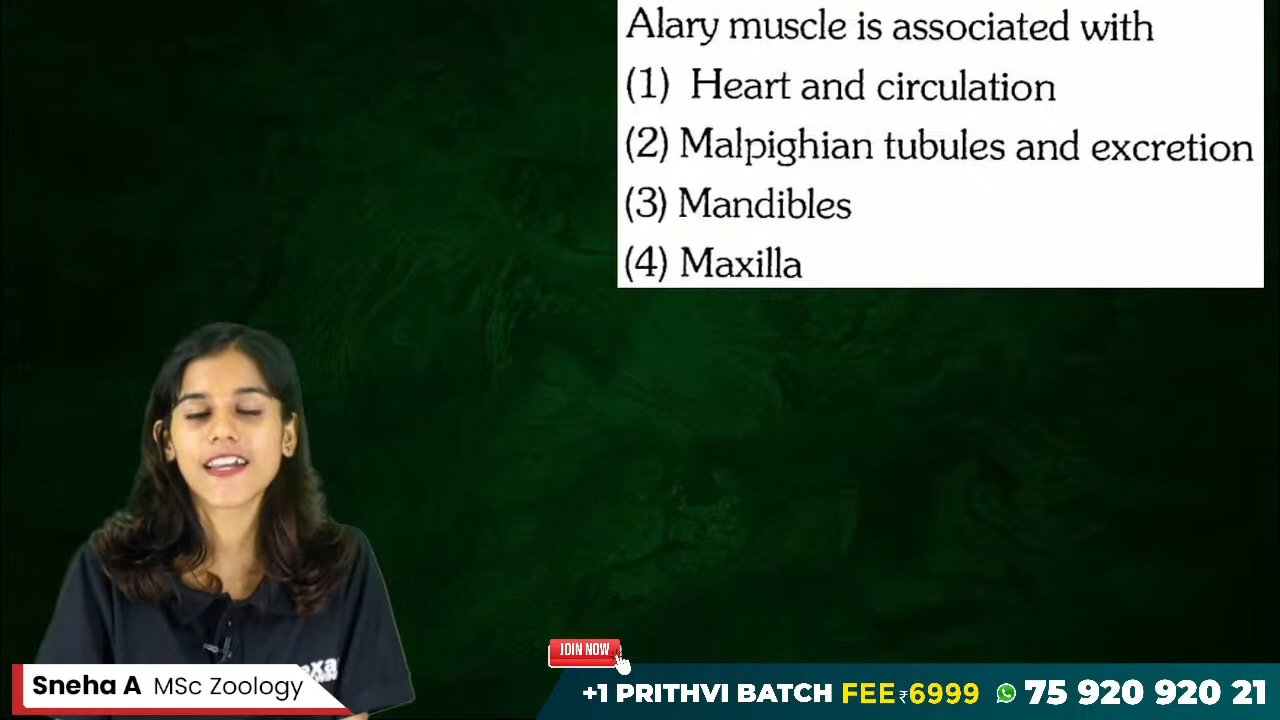 Alary muscle is associated with
(1) Heart and circulation
(2) Malpighian tubules and excretion
(3) Mandibles
(4) Maxilla
JOIN NOW
Sneha A MSc Zoology
+1 PRITHVI BATCH FEE ₹6999 75 920 920 21